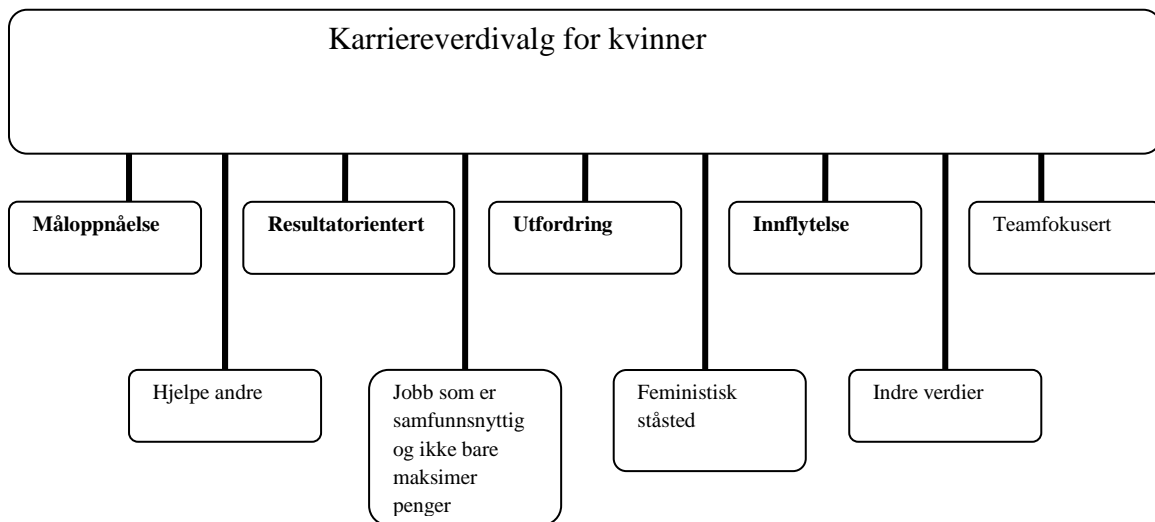 Karriereverdivalg for kvinner
Måloppnåelse
Resultatorientert
Utfordring
Innflytelse
Teamfokusert
Hjelpe andre
Jobb som er
samfunnsnyttig
og ikke bare
maksimer
penger
Feministisk
ståsted
Indre verdier